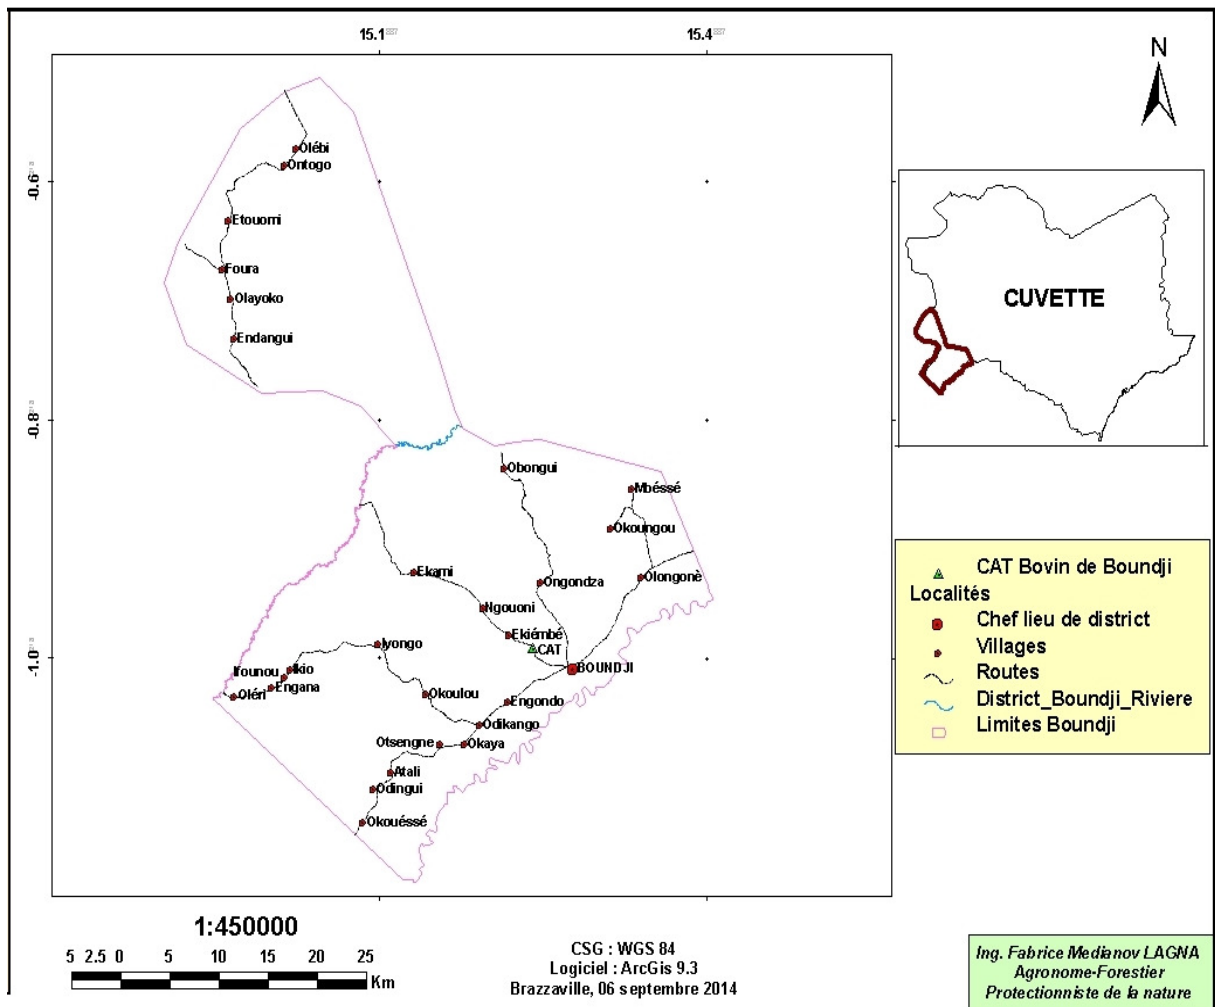 15.1
15.4
N
-0.6
-0.8
-1.0
Olébi
Ontogo
Etouomi
Foura
Olayoko
Endangui
CUVETTE
Obongui
Mbéssé
Okoungou
Ekami
Ongondza
Olongonè
Ngouoni
Ekiémbé
CAT
Iyongo
BOUNDJI
Ikio
Ifounou
Engana
Oléri
Okoulou
Engondo
Odikango
Otsengne
Okaya
Atali
Odingui
Okouéssé
CAT Bovin de Boundji
Localités
Chef lieu de district
Villages
Routes
District_Boundji_Riviere
Limites Boundji
1:450000
5 2.5 0 5 10 15 20 25
Km
CSG : WGS 84
Logiciel : ArcGis 9.3
Brazzaville, 06 septembre 2014
Ing. Fabrice Medianov LAGNA
Agronome-Forestier
Protectionniste de la nature